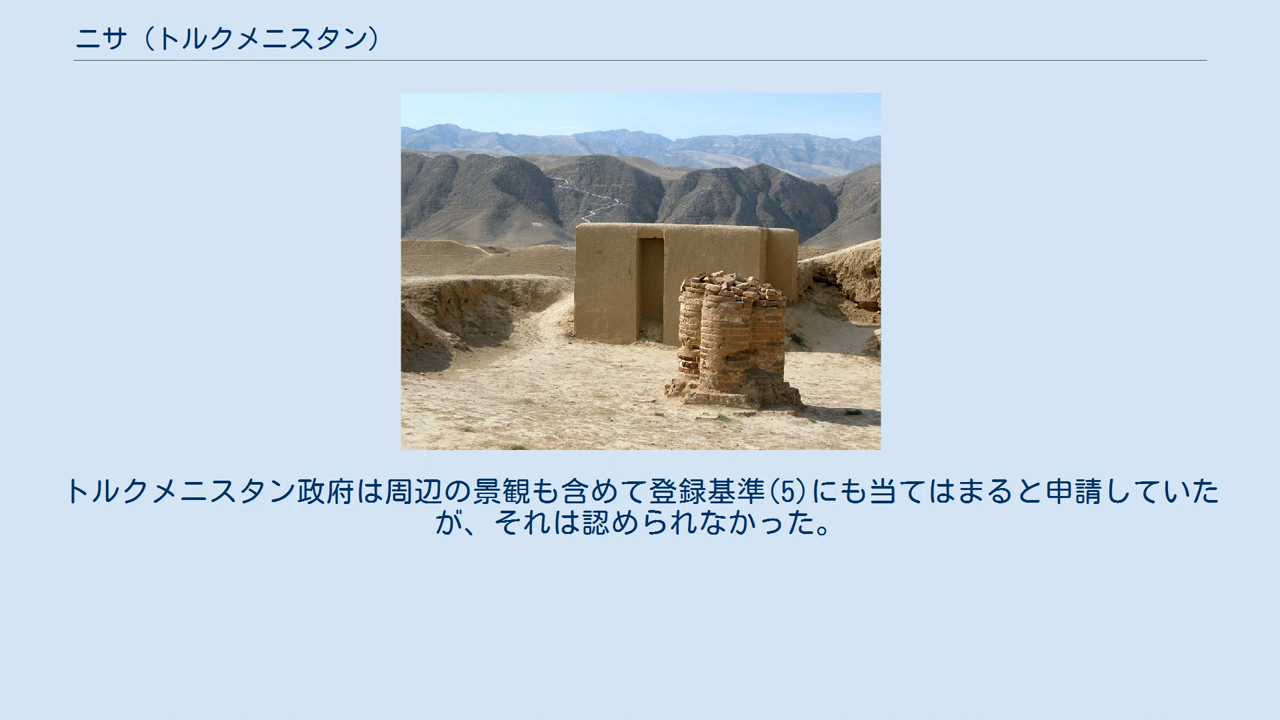 ニサ（トルクメニスタン）
トルクメニスタン政府は周辺の景観も含めて登録基準(5)にも当てはまると申請していた
が、それは認められなかった。